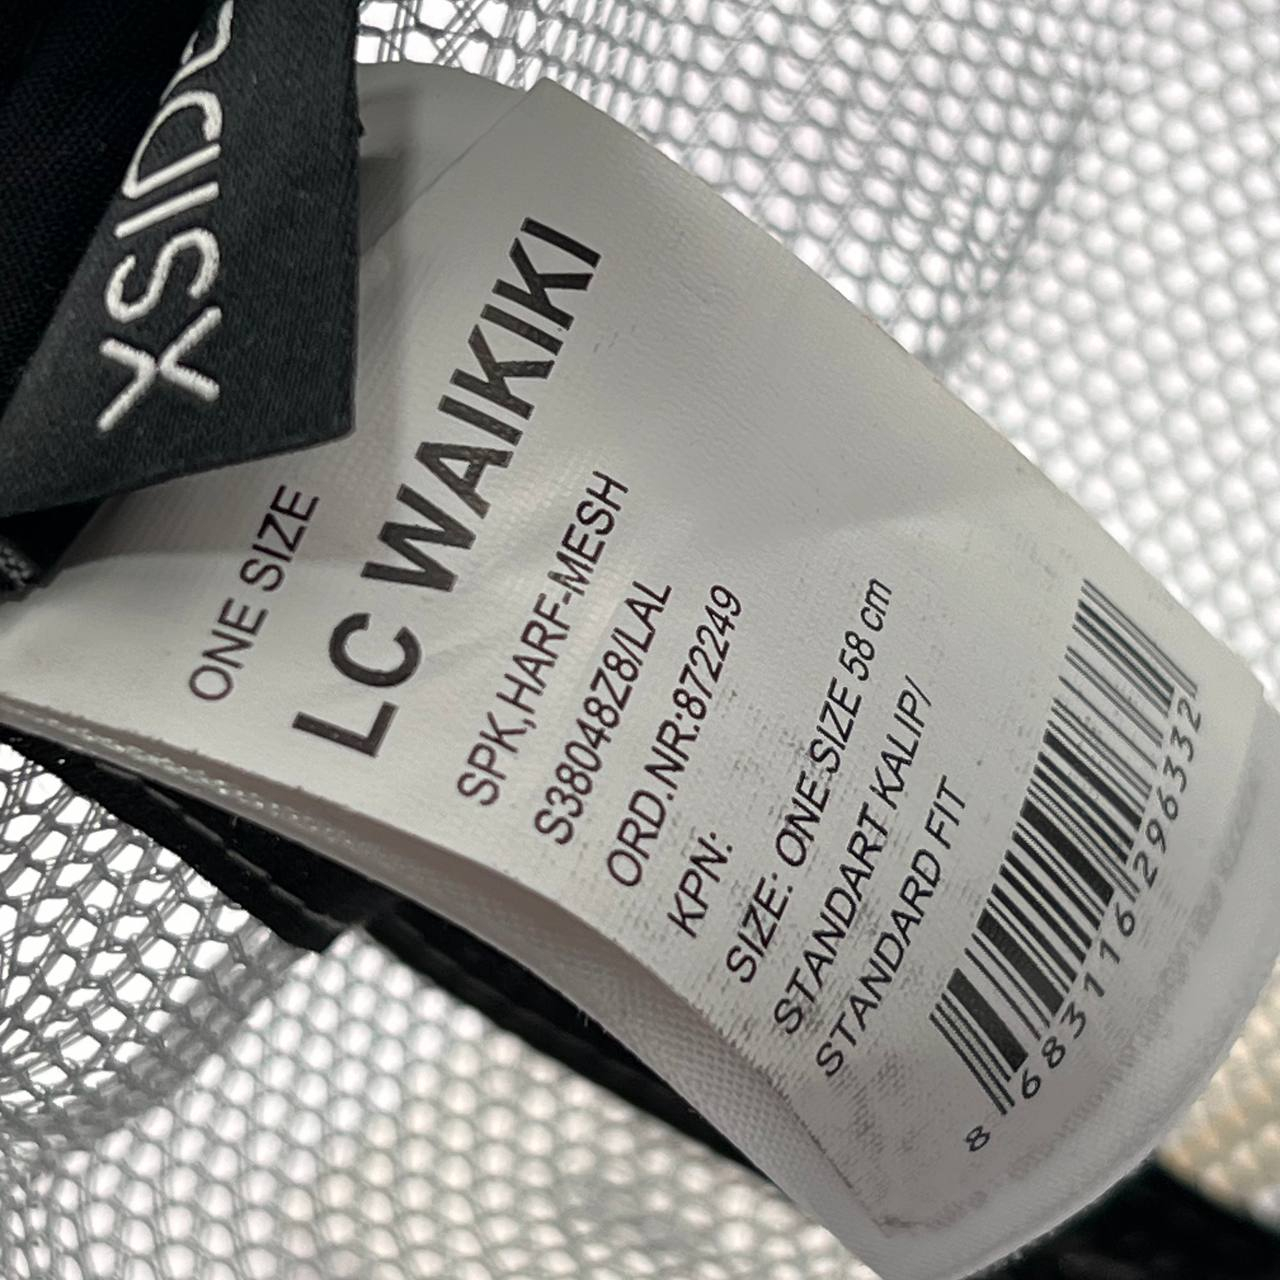 XSIDE
ONE SIZE
LC WAIKIKI
SPK,HARF-MESH
S38048Z8/LAL
ORD.NR:872249
KPN:
SIZE: ONE SIZE 58 cm
STANDART KALIP/
STANDARD FIT
8 683116 296332